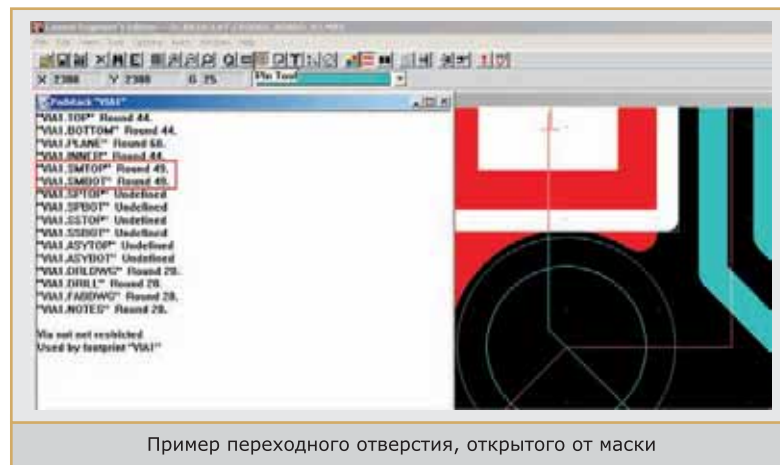 X 2300 Y 2300 G 25 Pin Tool
Padstack "VIA1"
"VIA1.TOP" Round 44.
"VIA1.BOTTOM" Round 44.
"VIA1.PLANE" Round 68.
"VIA1.INNER" Round 44.
"VIA1.SMTOP" Round 49.
"VIA1.SMBOT" Round 49.
"VIA1.SPTOP" Undefined
"VIA1.SPBOT" Undefined
"VIA1.SSTOP" Undefined
"VIA1.SSBOT" Undefined
"VIA1.ASYTOP" Undefined
"VIA1.ASYBOT" Undefined
"VIA1.DRLDWG" Round 28.
"VIA1.DRILL" Round 28.
"VIA1.FABDWG" Round 28.
"VIA1.NOTES" Round 28.
Via not net restricted
Used by footprint "VIA1"
Пример переходного отверстия, открытого от маски